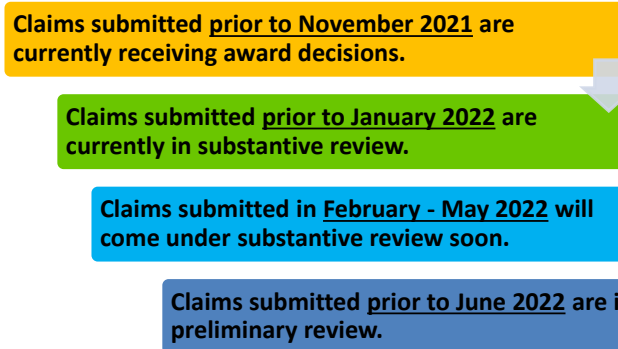 Claims submitted prior to November 2021 are
currently receiving award decisions.
Claims submitted prior to January 2022 are
currently in substantive review.
Claims submitted in February - May 2022 will
come under substantive review soon.
Claims submitted prior to June 2022 are
preliminary review.